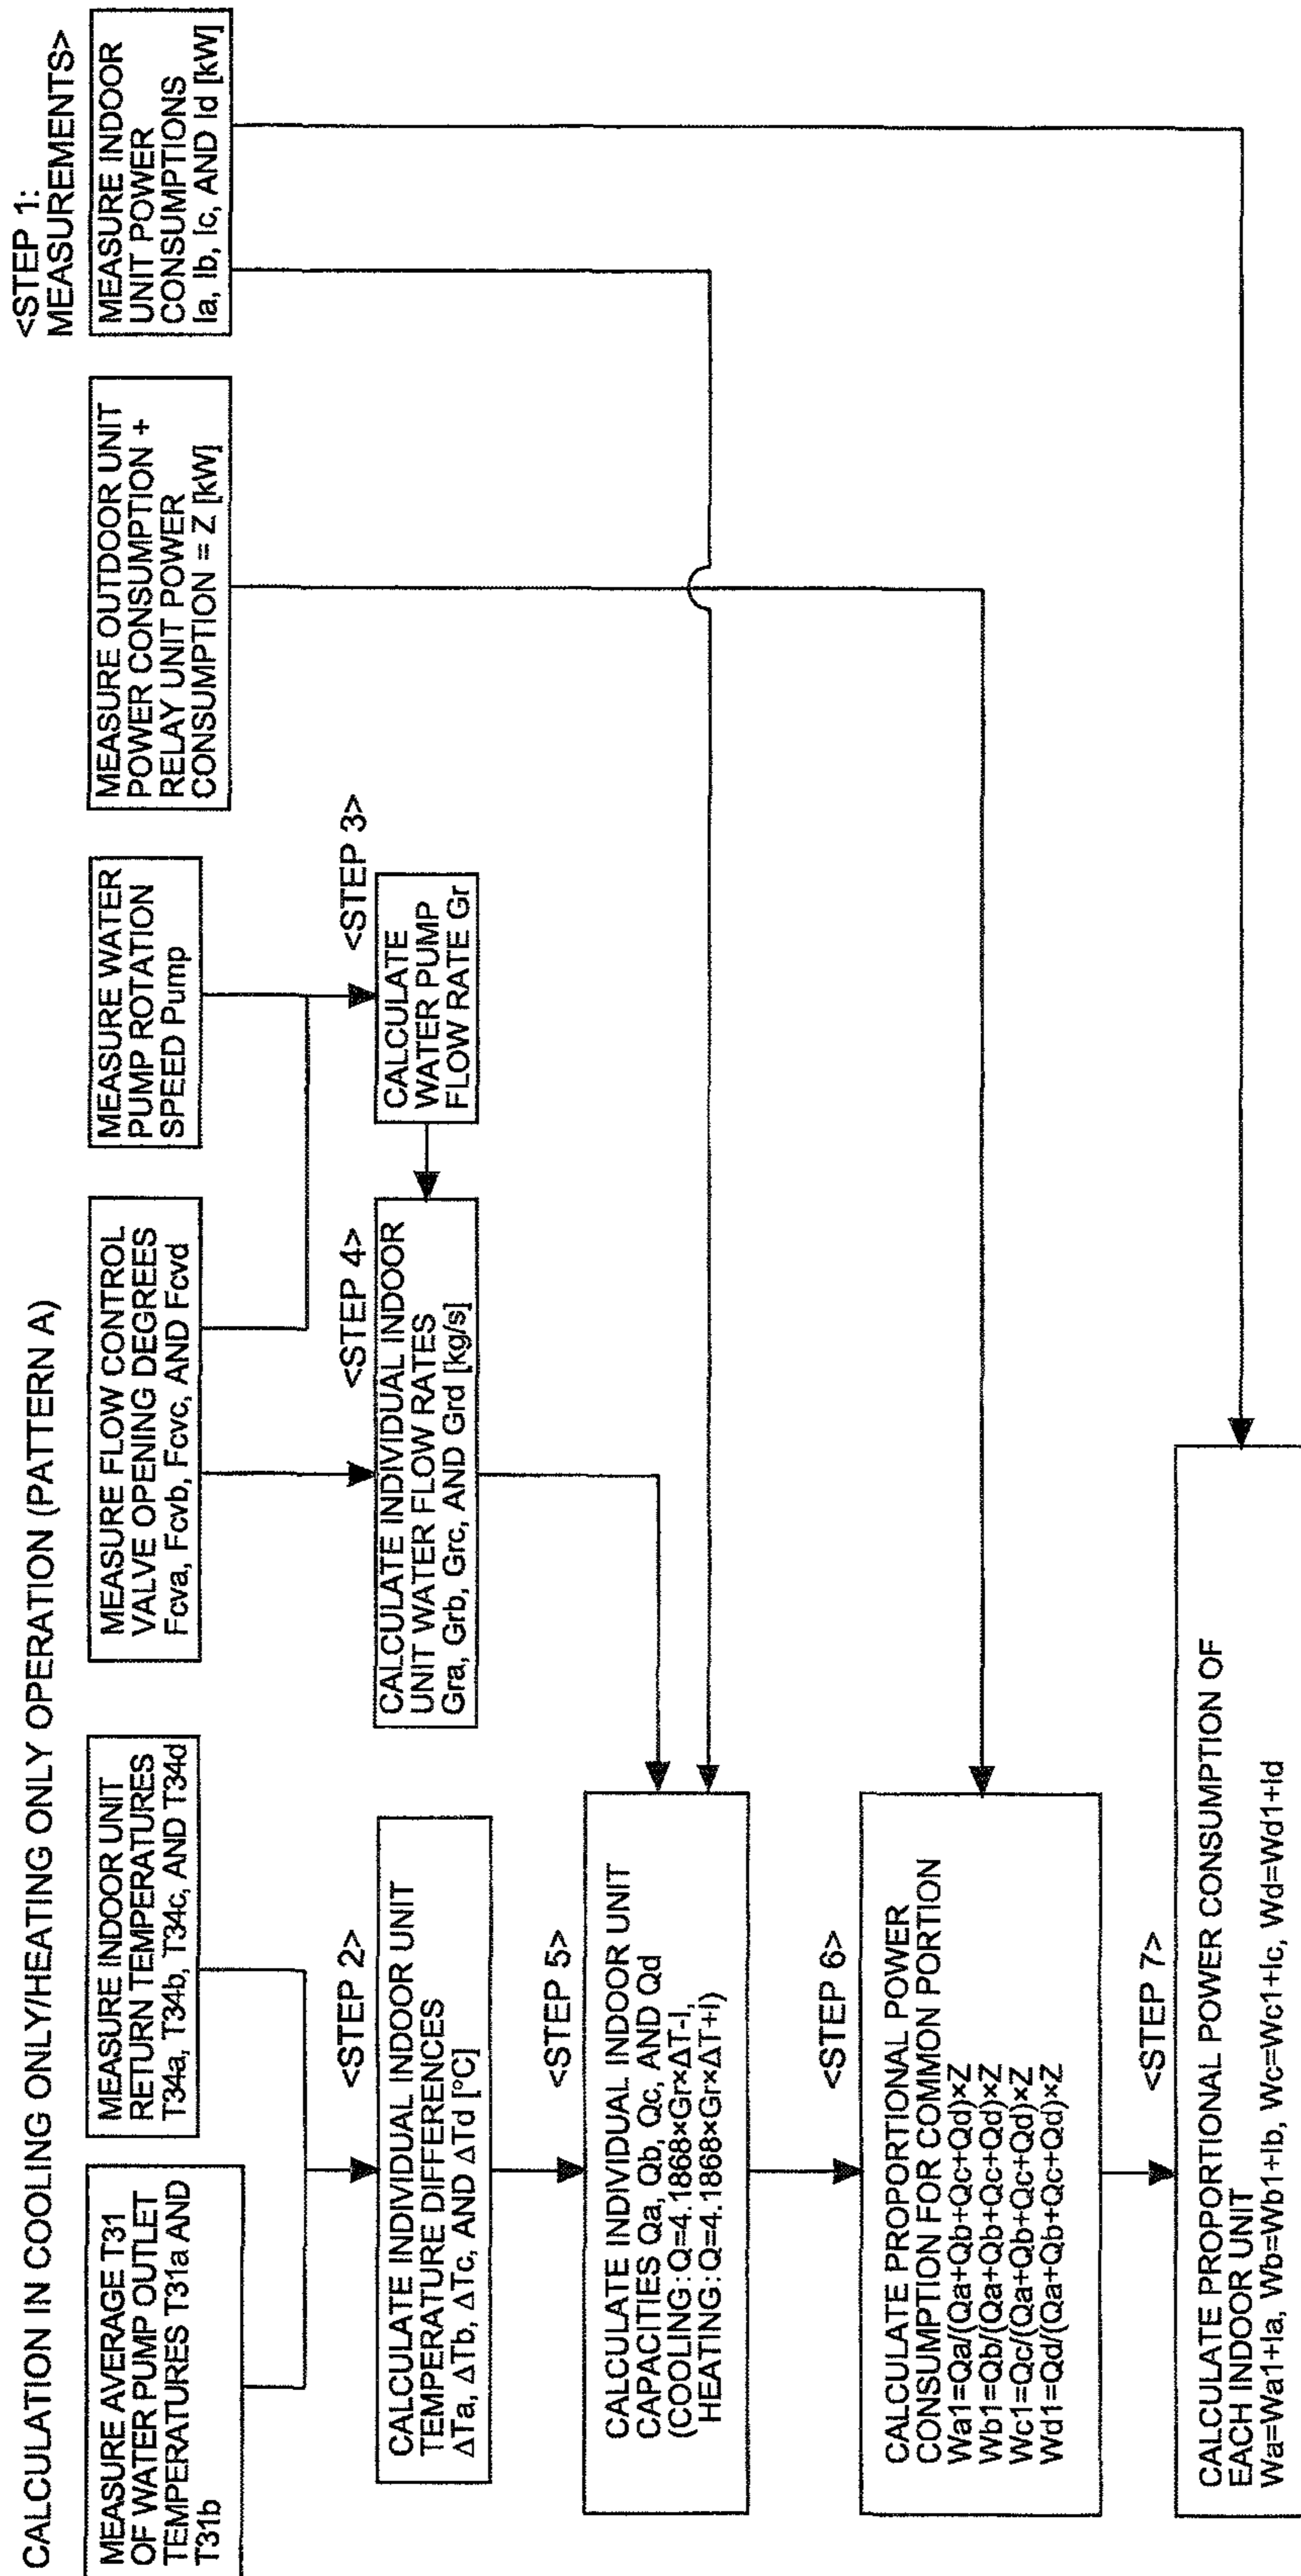 CALCULATION IN COOLING ONLY/HEATING ONLY OPERATION (PATTERN A)
<STEP 1:
MEASUREMENTS>
MEASURE AVERAGE T31
OF WATER PUMP OUTLET
TEMPERATURES T31a AND
T31b
MEASURE INDOOR UNIT
RETURN TEMPERATURES
T34a, T34b, T34c, AND T34d
MEASURE FLOW CONTROL
VALVE OPENING DEGREES
Fcva, Fcvb, Fcvc, AND Fcvd
MEASURE WATER
PUMP ROTATION
SPEED Pump
MEASURE OUTDOOR UNIT
POWER CONSUMPTION +
RELAY UNIT POWER
CONSUMPTION = Z [kW]
MEASURE INDOOR
UNIT POWER
CONSUMPTIONS
Ia, Ib, Ic, AND Id [kW]
<STEP 2>
CALCULATE INDIVIDUAL INDOOR UNIT
TEMPERATURE DIFFERENCES
ΔTa, ΔTb, ΔTc, AND ΔTd [°C]
<STEP 4>
CALCULATE INDIVIDUAL INDOOR
UNIT WATER FLOW RATES
Gra, Grb, Grc, AND Grd [kg/s]
<STEP 3>
CALCULATE
WATER PUMP
FLOW RATE Gr
<STEP 5>
CALCULATE INDIVIDUAL INDOOR UNIT
CAPACITIES Qa, Qb, Qc, AND Qd
(COOLING : Q=4.1868×Gr×ΔT-I,
HEATING : Q=4.1868×Gr×ΔT+I)
<STEP 6>
CALCULATE PROPORTIONAL POWER
CONSUMPTION FOR COMMON PORTION
Wa1=Qa/(Qa+Qb+Qc+Qd)×Z
Wb1=Qb/(Qa+Qb+Qc+Qd)×Z
Wc1=Qc/(Qa+Qb+Qc+Qd)×Z
Wd1=Qd/(Qa+Qb+Qc+Qd)×Z
<STEP 7>
CALCULATE PROPORTIONAL POWER CONSUMPTION OF
EACH INDOOR UNIT
Wa=Wa1+Ia, Wb=Wb1+Ib, Wc=Wc1+Ic, Wd=Wd1+Id